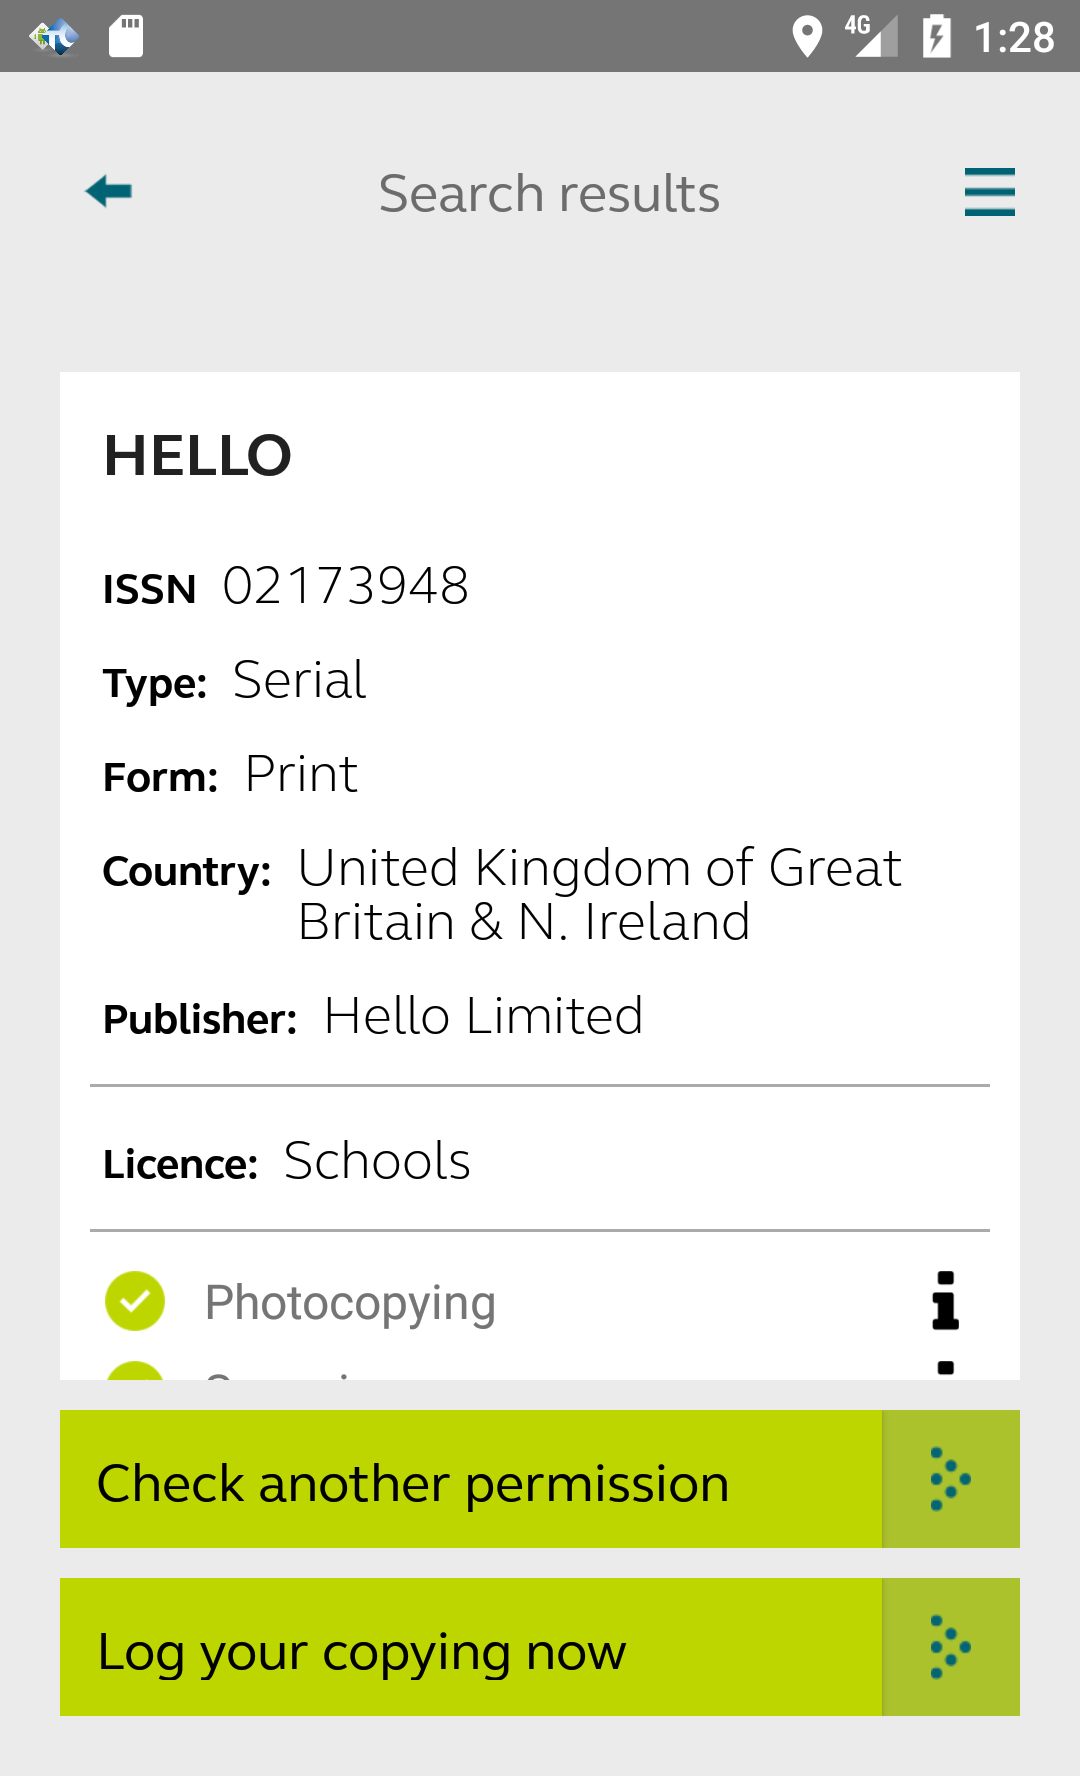 4G 1:28
Search results
HELLO
ISSN 02173948
Type: Serial
Form: Print
Country: United Kingdom of Great
Britain & N. Ireland
Publisher: Hello Limited
Licence: Schools
Photocopying
Check another permission
Log your copying now